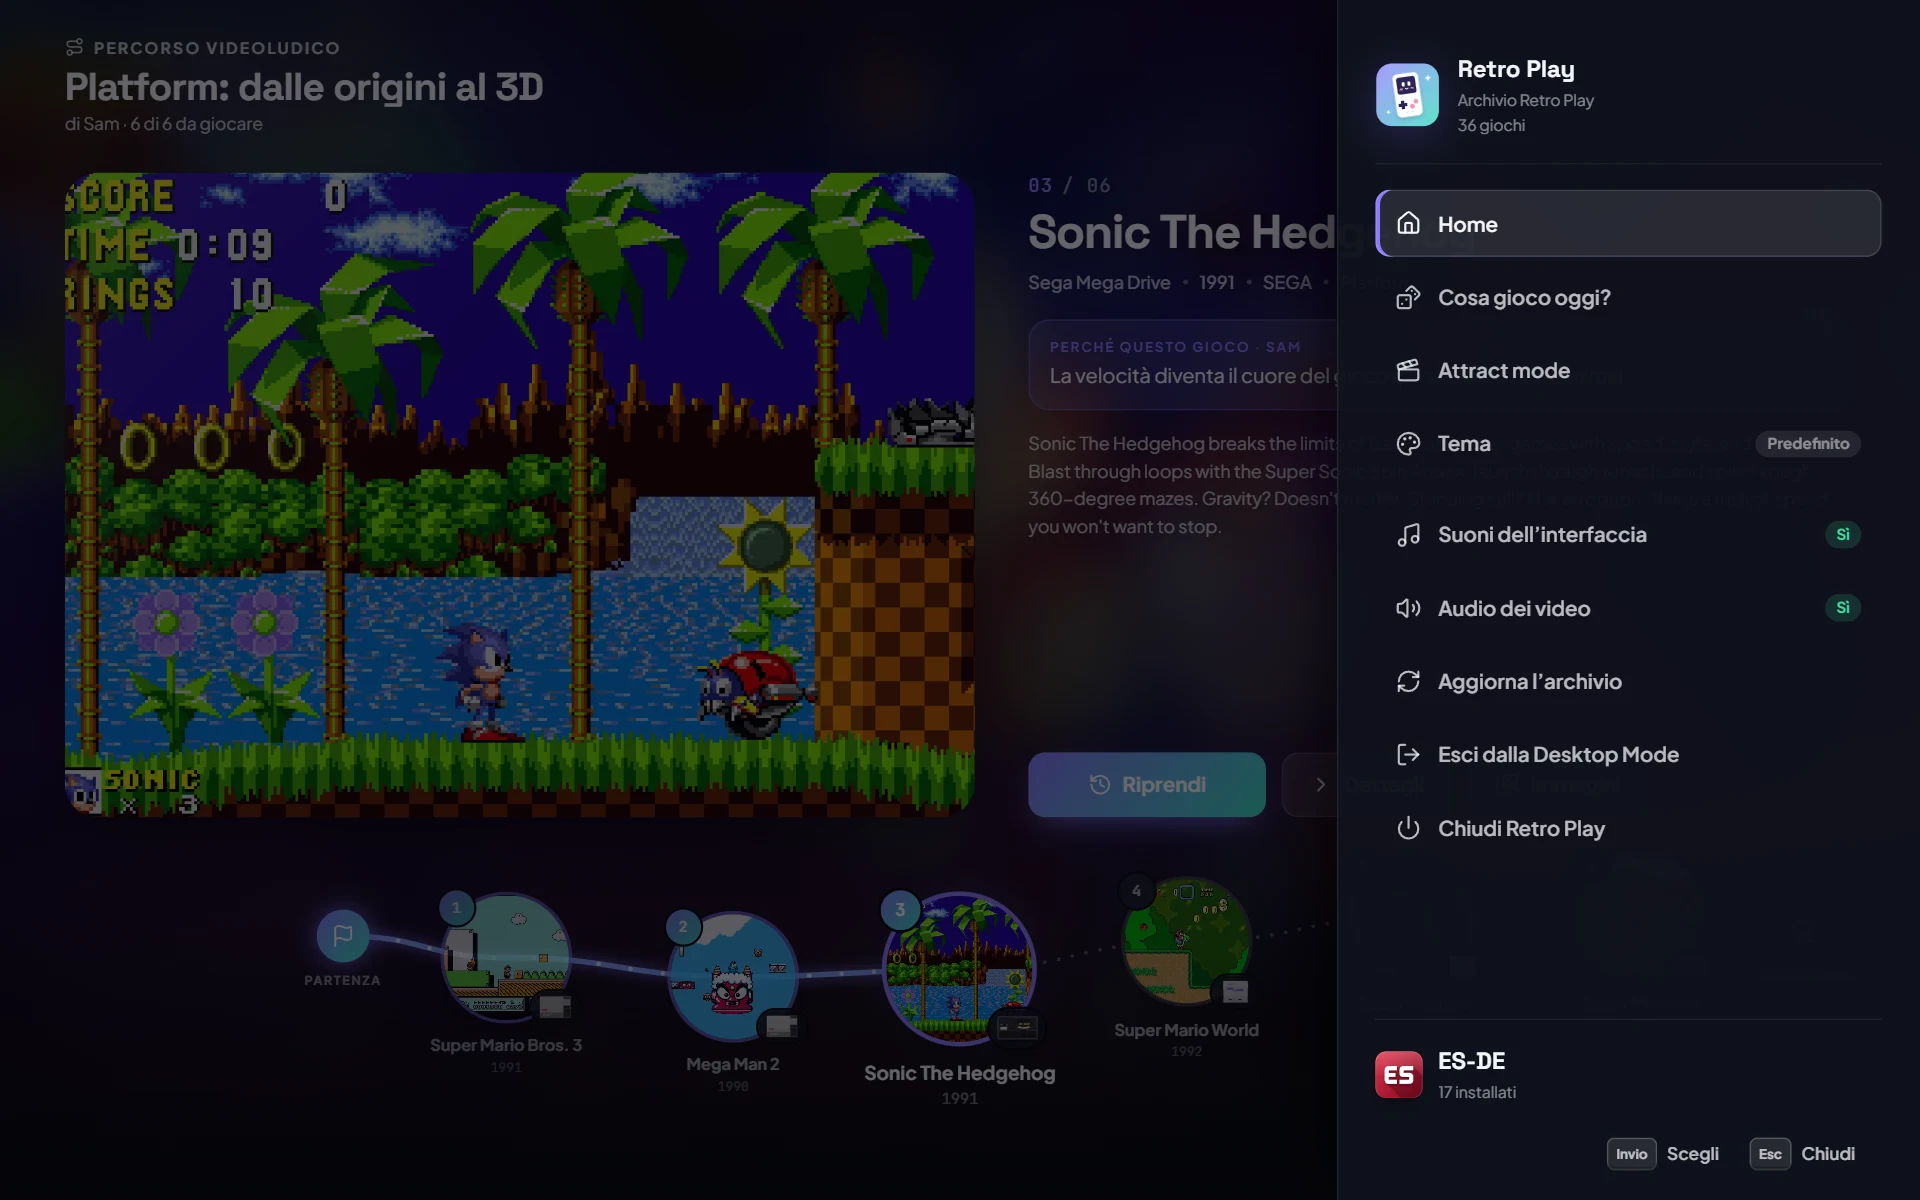 PERCORSO VIDEOLUDICO
Platform: dalle origini al 3D
di Sam · 6 di 6 da giocare
SCORE 0
TIME 0:09
RINGS 10
SONIC
x 3
03 / 06
Sonic The Hedgehog
Sega Mega Drive • 1991 • SEGA •
PERCHÉ QUESTO GIOCO · SAM
La velocità diventa il cuore del gioco
Sonic The Hedgehog breaks the limits
Blast through loops with the Super Sonic
360-degree mazes. Gravity? Doesn't
you won't want to stop.
Riprendi
Dettagli
Immagini
PARTENZA
1
Super Mario Bros. 3
1991
2
Mega Man 2
1990
3
Sonic The Hedgehog
1991
4
Super Mario World
1992
Retro Play
Archivio Retro Play
36 giochi
Home
Cosa gioco oggi?
Attract mode
Tema Predefinito
Suoni dell’interfaccia Sì
Audio dei video Sì
Aggiorna l’archivio
Esci dalla Desktop Mode
Chiudi Retro Play
ES
ES-DE
17 installati
Invio Scegli Esc Chiudi